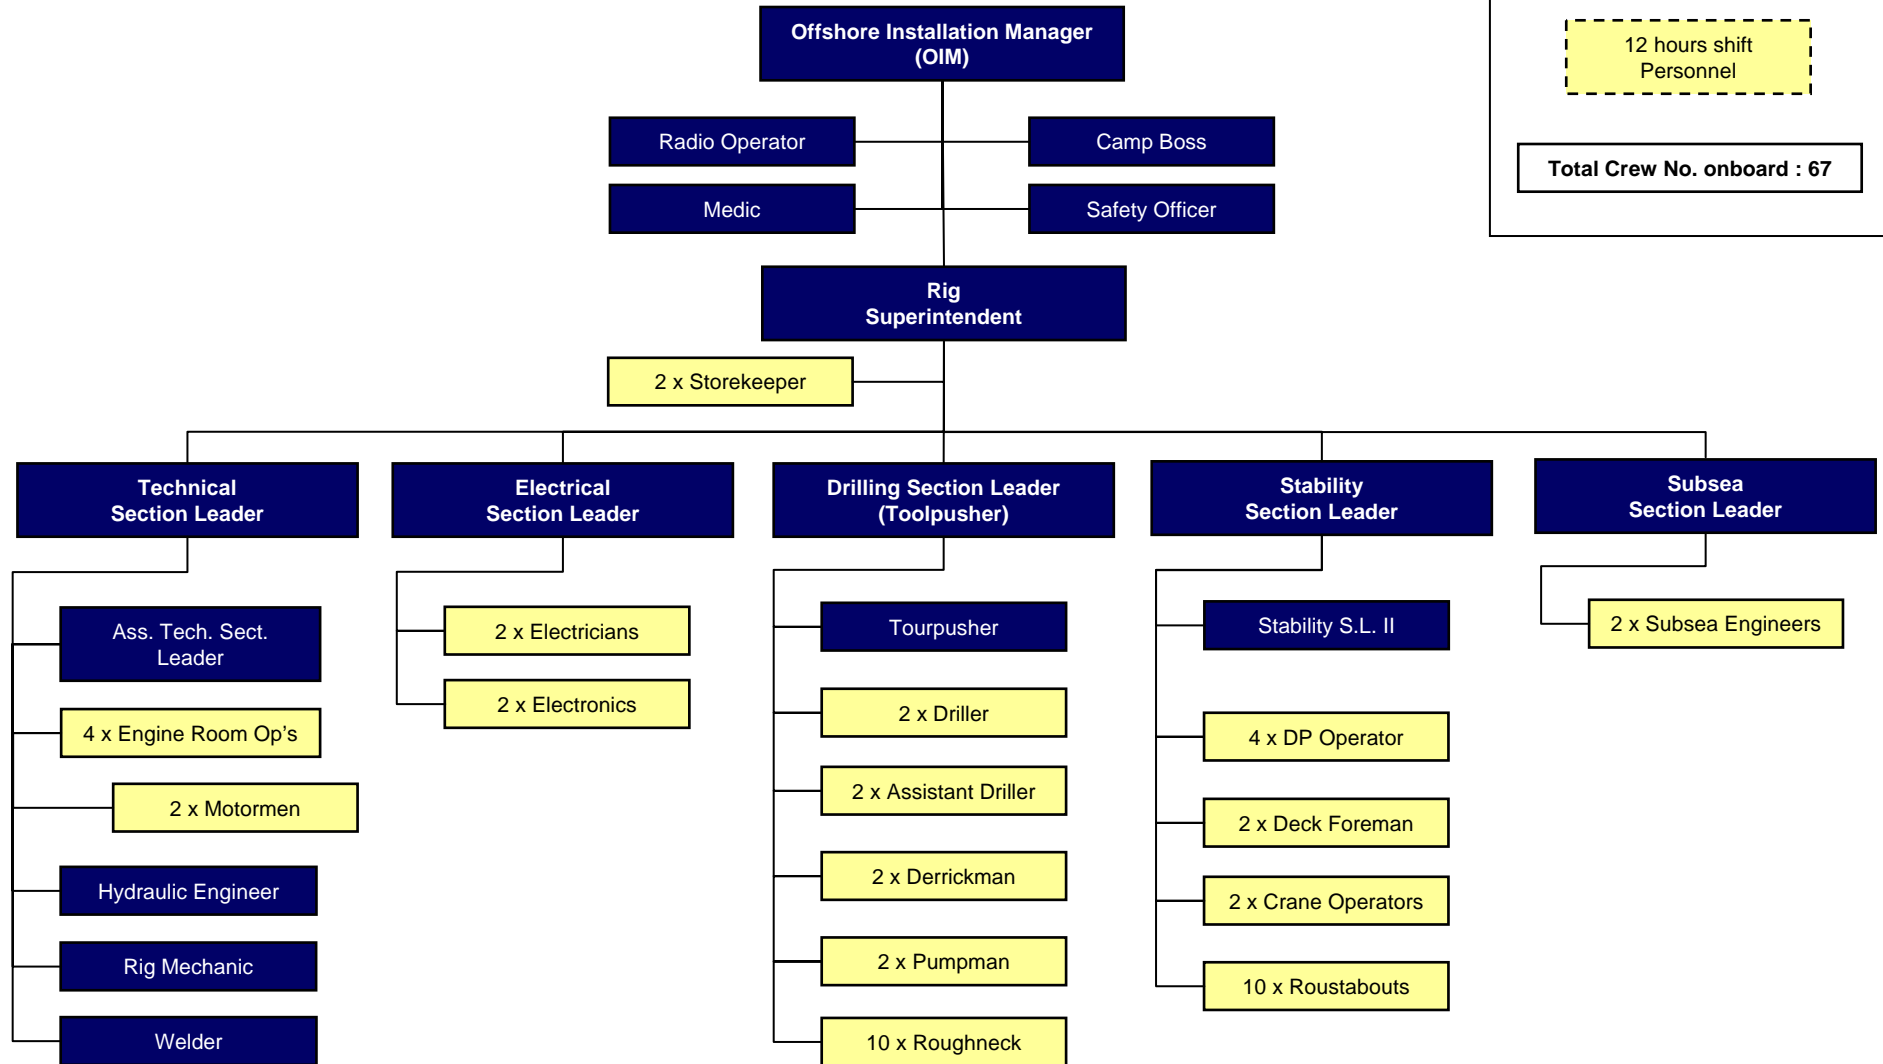 Offshore Installation Manager
(OIM)
12 hours shift
Personnel
Radio Operator
Camp Boss
Total Crew No. onboard : 67
Medic
Safety Officer
Rig
Superintendent
2 x Storekeeper
Technical
Section Leader
Electrical
Section Leader
Drilling Section Leader
(Toolpusher)
Stability
Section Leader
Subsea
Section Leader
Ass. Tech. Sect.
Leader
4 x Engine Room Op’s
2 x Motormen
Hydraulic Engineer
Rig Mechanic
Welder
2 x Electricians
2 x Electronics
Tourpusher
2 x Driller
2 x Assistant Driller
2 x Derrickman
2 x Pumpman
10 x Roughneck
Stability S.L. II
4 x DP Operator
2 x Deck Foreman
2 x Crane Operators
10 x Roustabouts
2 x Subsea Engineers